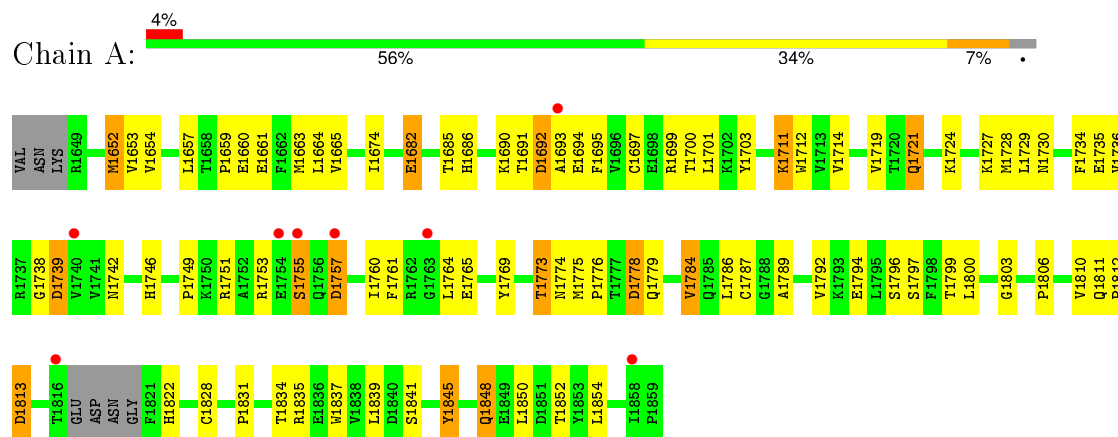 4%
Chain A:
56% 34% 7% .
VAL ASN LYS R1649 M1652 V1653 V1654 L1657 T1658 P1659 E1660 E1661 F1662 M1663 L1664 V1665 I1674 E1682 T1685 H1686 K1690 T1691 D1692 A1693 E1694 F1695 V1696 C1697 E1698 R1699 T1700 L1701 K1702 Y1703 K1711 W1712 V1713 V1714 V1719 T1720 Q1721 K1724 K1727 M1728 L1729 N1730 F1734 E1735 V1736
R1737 G1738 D1739 V1740 V1741 N1742 H1746 P1749 K1750 R1751 A1752 R1753 E1754 S1755 Q1756 D1757 I1760 F1761 R1762 G1763 L1764 E1765 Y1769 T1773 N1774 M1775 P1776 T1777 D1778 Q1779 V1784 Q1785 L1786 C1787 G1788 A1789 V1792 K1793 E1794 L1795 S1796 S1797 F1798 T1799 L1800 G1803 P1806 V1810 Q1811 P1812
D1813 T1816 GLU ASP ASN GLY F1821 H1822 C1828 P1831 T1834 R1835 E1836 W1837 V1838 L1839 D1840 S1841 Y1845 Q1848 E1849 L1850 D1851 T1852 Y1853 L1854 I1858 P1859